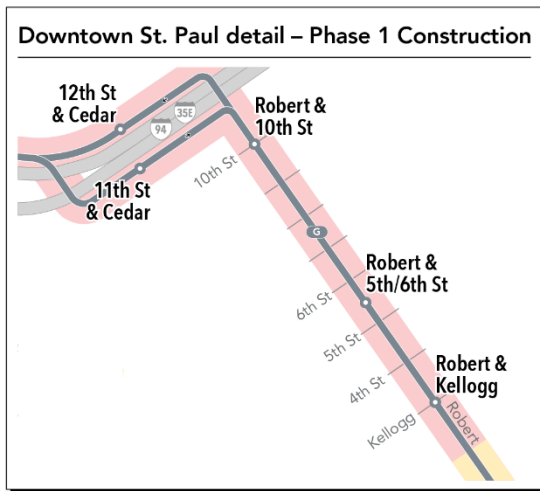 Downtown St. Paul detail – Phase 1 Construction
12th St
& Cedar
35E
94
Robert &
10th St
10th St
11th St
& Cedar
G
Robert &
5th/6th St
6th St
5th St
4th St
Robert &
Kellogg
Kellogg
Robert